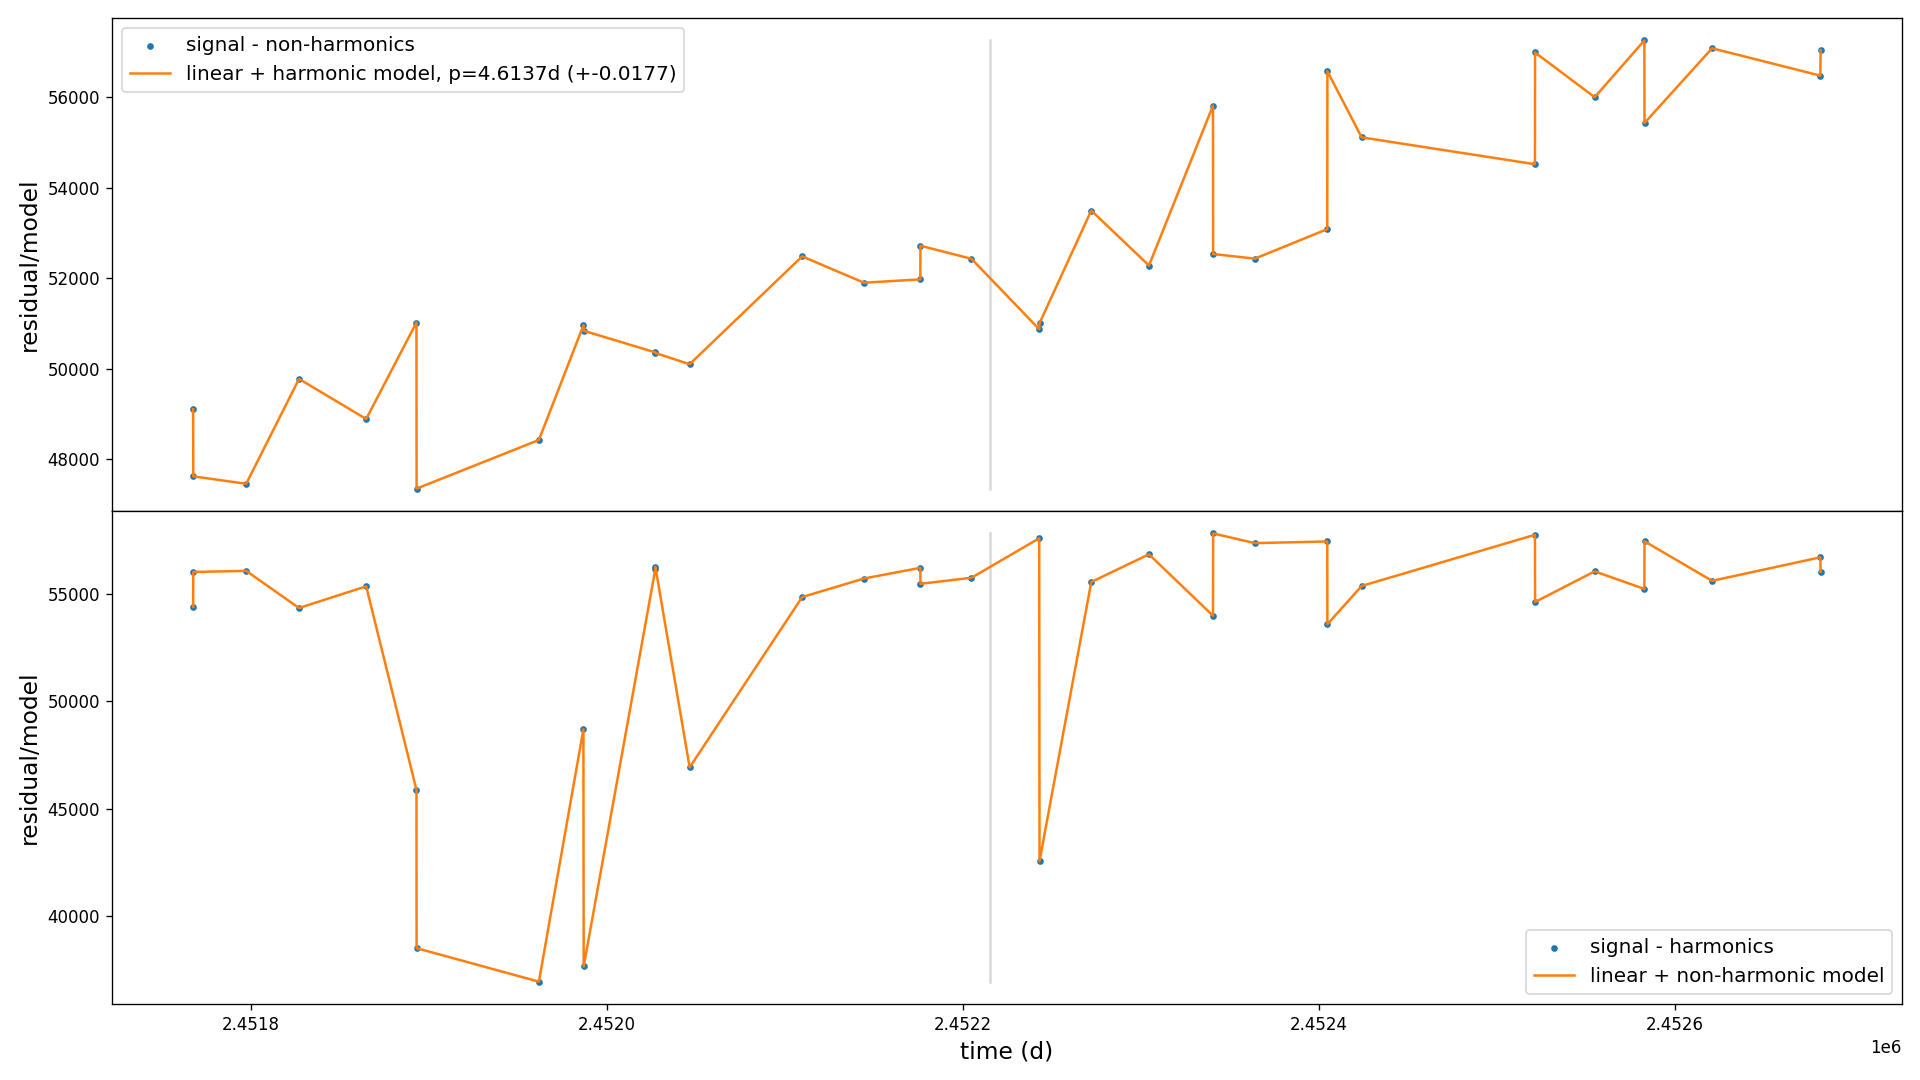 signal - non-harmonics
linear + harmonic model, p=4.6137d (+-0.0177)
56000
54000
52000
50000
48000
residual/model
55000
50000
45000
40000
residual/model
signal - harmonics
linear + non-harmonic model
2.4518
2.4520
2.4522
2.4524
2.4526
1e6
time (d)